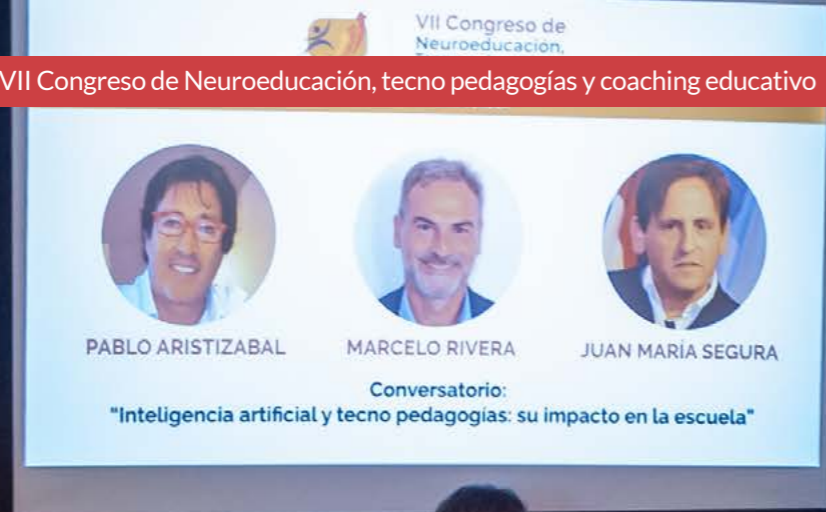 VII Congreso de
Neuroeducación,
VII Congreso de Neuroeducación, tecno pedagogías y coaching educativo
PABLO ARISTIZABAL
MARCELO RIVERA
JUAN MARÍA SEGURA
Conversatorio:
"Inteligencia artificial y tecno pedagogías: su impacto en la escuela"